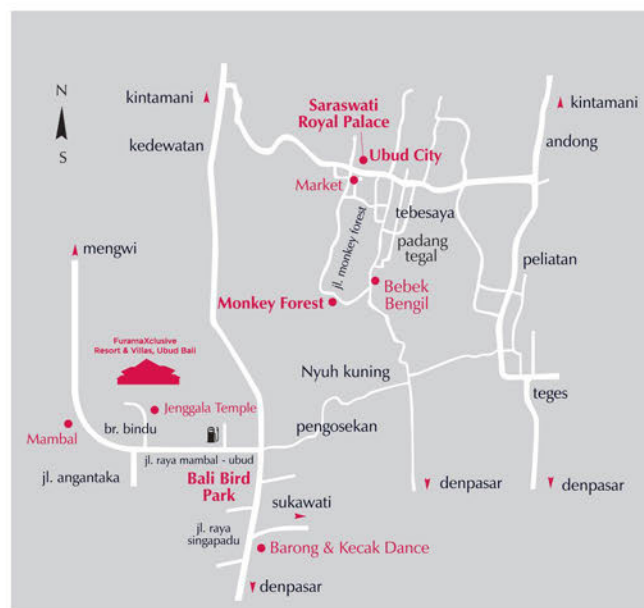 N
S
kintamani
kedewatan
Saraswati
Royal Palace
Ubud City
Market
kintamani
andong
tebesaya
padang
tegal
jl. monkey forest
peliatan
mengwi
Monkey Forest
Bebek
Bengil
FuramaXclusive
Resort & Villas, Ubud Bali
Nyuh kuning
teges
Jenggala Temple
br. bindu
Mambal
pengosekan
jl. raya mambal - ubud
jl. angantaka
Bali Bird
Park
denpasar
denpasar
sukawati
jl. raya
singapadu
Barong & Kecak Dance
denpasar